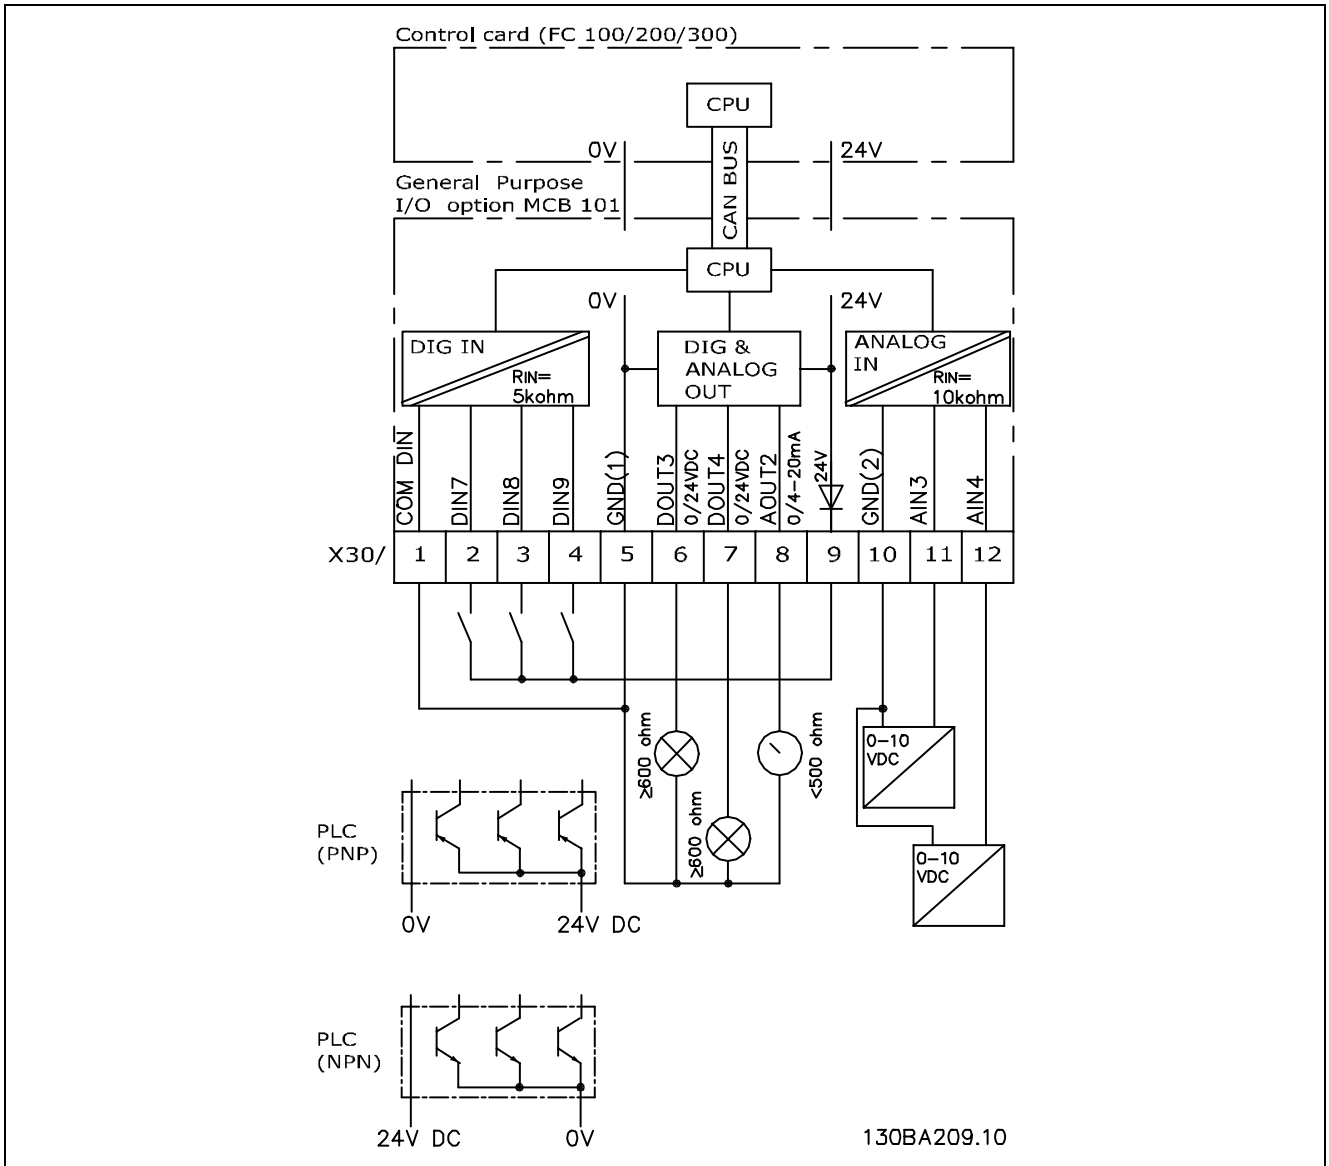 Control card (FC 100/200/300)
CPU
0V
24V
CAN BUS
General Purpose
I/O option MCB 101
CPU
0V
24V
DIG IN
RIN=
5kohm
DIG &
ANALOG
OUT
ANALOG
IN
RIN=
10kohm
COM DIN
DIN7
DIN8
DIN9
GND(1)
DOUT3
0/24VDC
DOUT4
0/24VDC
AOUT2
0/4-20mA
24V
GND(2)
AIN3
AIN4
X30/ 1 2 3 4 5 6 7 8 9 10 11 12
≥600 ohm
≥600 ohm
<500 ohm
0-10
VDC
0-10
VDC
PLC
(PNP)
0V
24V DC
PLC
(NPN)
24V DC
0V
130BA209.10